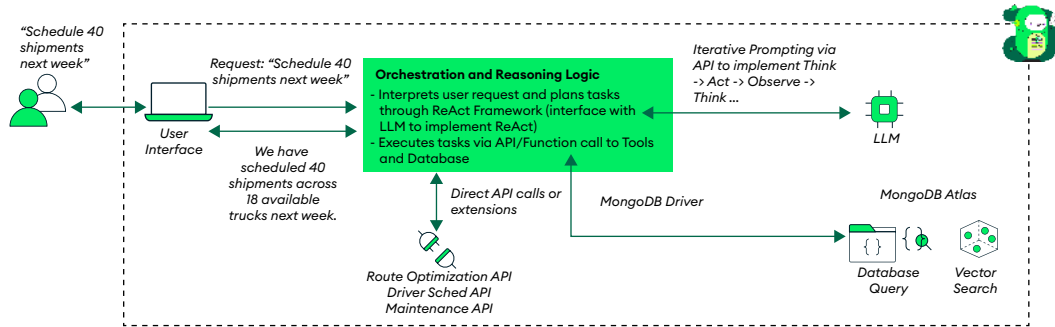 “Schedule 40
shipments
next week”
User
Interface
Request: “Schedule 40
shipments next week”
We have
scheduled 40
shipments across
18 available
trucks next week.
Orchestration and Reasoning Logic
- Interprets user request and plans tasks
through ReAct Framework (interface with
LLM to implement ReAct)
- Executes tasks via API/Function call to Tools
and Database
Direct API calls or
extensions
Route Optimization API
Driver Sched API
Maintenance API
Iterative Prompting via
API to implement Think
-> Act -> Observe ->
Think ...
LLM
MongoDB Driver
MongoDB Atlas
{ }
{
Database
Query
Vector
Search